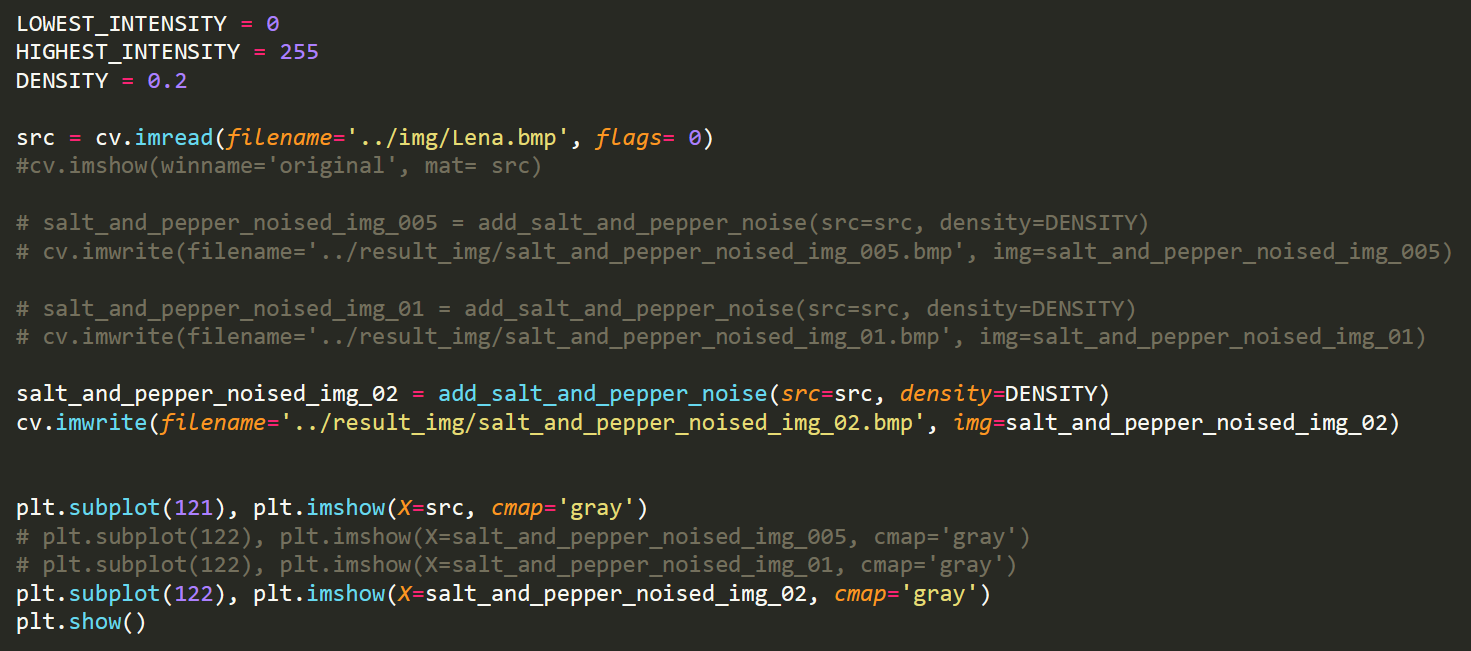 LOWEST_INTENSITY = 0
HIGHEST_INTENSITY = 255
DENSITY = 0.2
src = cv.imread(filename='../img/Lena.bmp', flags= 0)
#cv.imshow(winname='original', mat= src)
# salt_and_pepper_noised_img_005 = add_salt_and_pepper_noise(src=src, density=DENSITY)
# cv.imwrite(filename='../result_img/salt_and_pepper_noised_img_005.bmp', img=salt_and_pepper_noised_img_005)
# salt_and_pepper_noised_img_01 = add_salt_and_pepper_noise(src=src, density=DENSITY)
# cv.imwrite(filename='../result_img/salt_and_pepper_noised_img_01.bmp', img=salt_and_pepper_noised_img_01)
salt_and_pepper_noised_img_02 = add_salt_and_pepper_noise(src=src, density=DENSITY)
cv.imwrite(filename='../result_img/salt_and_pepper_noised_img_02.bmp', img=salt_and_pepper_noised_img_02)
plt.subplot(121), plt.imshow(X=src, cmap='gray')
# plt.subplot(122), plt.imshow(X=salt_and_pepper_noised_img_005, cmap='gray')
# plt.subplot(122), plt.imshow(X=salt_and_pepper_noised_img_01, cmap='gray')
plt.subplot(122), plt.imshow(X=salt_and_pepper_noised_img_02, cmap='gray')
plt.show()